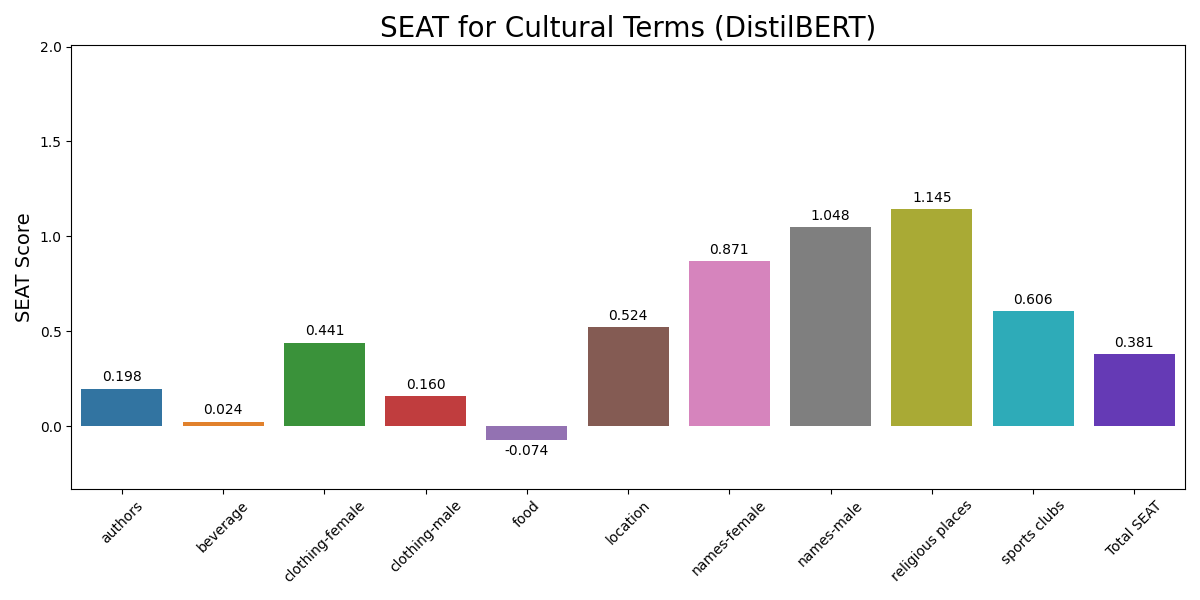 SEAT for Cultural Terms (DistilBERT)
SEAT Score
2.0
1.5
1.0
0.5
0.0
0.198
0.024
0.441
0.160
-0.074
0.524
0.871
1.048
1.145
0.606
0.381
authors
beverage
clothing-female
clothing-male
food
location
names-female
names-male
religious places
sports clubs
Total SEAT